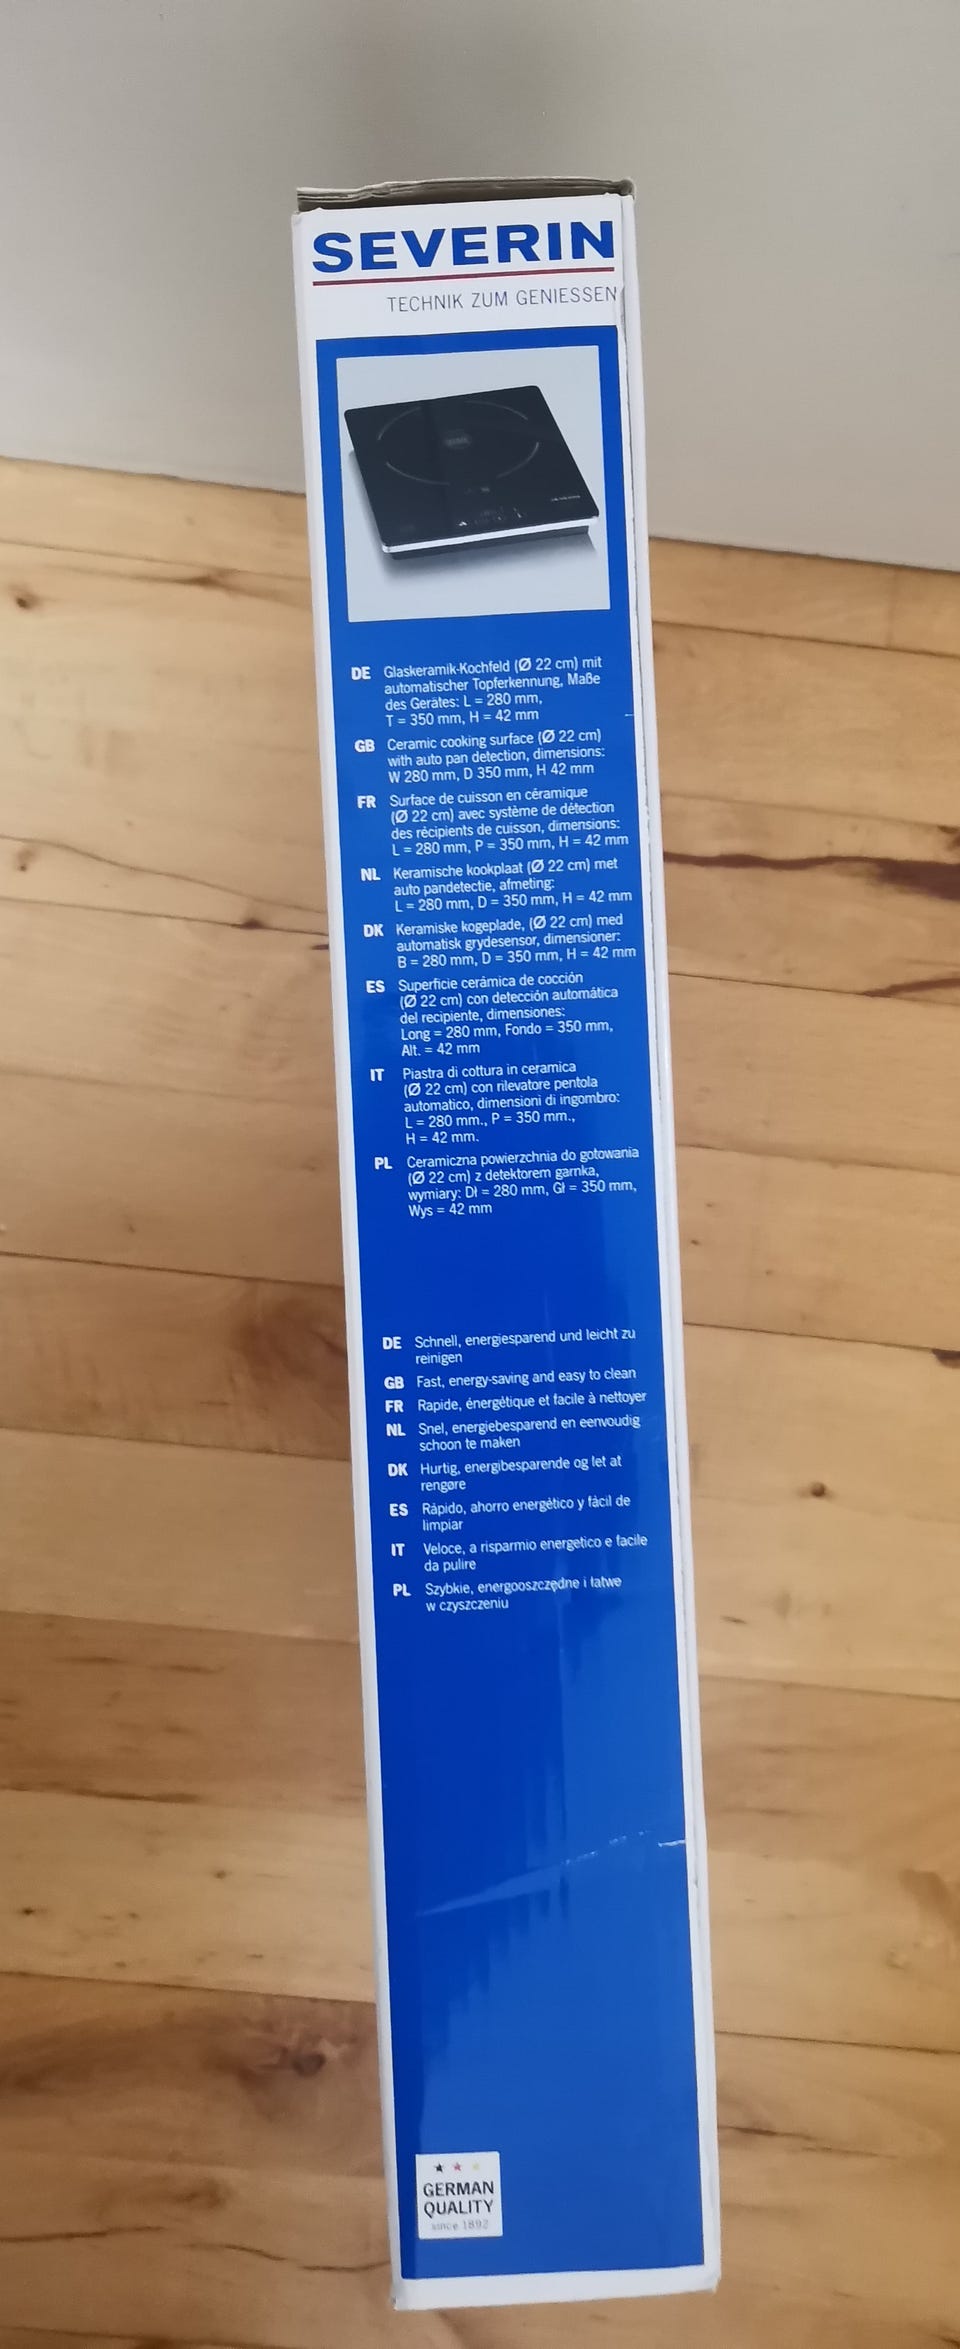 SEVERIN
TECHNIK ZUM GENIESSEN
DE Glaskeramik-Kochfeld (Ø 22 cm) mit
automatischer Topferkennung, Maße
des Gerätes: L = 280 mm,
T = 350 mm, H = 42 mm
GB Ceramic cooking surface (Ø 22 cm)
with auto pan detection, dimensions:
W 280 mm, D 350 mm, H 42 mm
FR Surface de cuisson en céramique
(Ø 22 cm) avec système de détection
des récipients de cuisson, dimensions:
L = 280 mm, P = 350 mm, H = 42 mm
NL Keramische kookplaat (Ø 22 cm) met
auto pandetectie, afmeting:
L = 280 mm, D = 350 mm, H = 42 mm
DK Keramiske kogeplade, (Ø 22 cm) med
automatisk grydesensor, dimensioner:
B = 280 mm, D = 350 mm, H = 42 mm
ES Superficie cerámica de cocción
(Ø 22 cm) con detección automática
del recipiente, dimensiones:
Long = 280 mm, Fondo = 350 mm,
Alt. = 42 mm
IT Piastra di cottura in ceramica
(Ø 22 cm) con rilevatore pentola
automatico, dimensioni di ingombro:
L = 280 mm., P = 350 mm.,
H = 42 mm.
PL Ceramiczna powierzchnia do gotowania
(Ø 22 cm) z detektorem garnka,
wymiary: Dł = 280 mm, Gł = 350 mm,
Wys = 42 mm
DE Schnell, energiesparend und leicht zu
reinigen
GB Fast, energy-saving and easy to clean
FR Rapide, énergétique et facile à nettoyer
NL Snel, energiebesparend en eenvoudig
schoon te maken
DK Hurtig, energibesparende og let at
rengøre
ES Rápido, ahorro energético y fácil de
limpiar
IT Veloce, a risparmio energetico e facile
da pulire
PL Szybkie, energooszczędne i łatwe
w czyszczeniu
GERMAN
QUALITY
since 1892